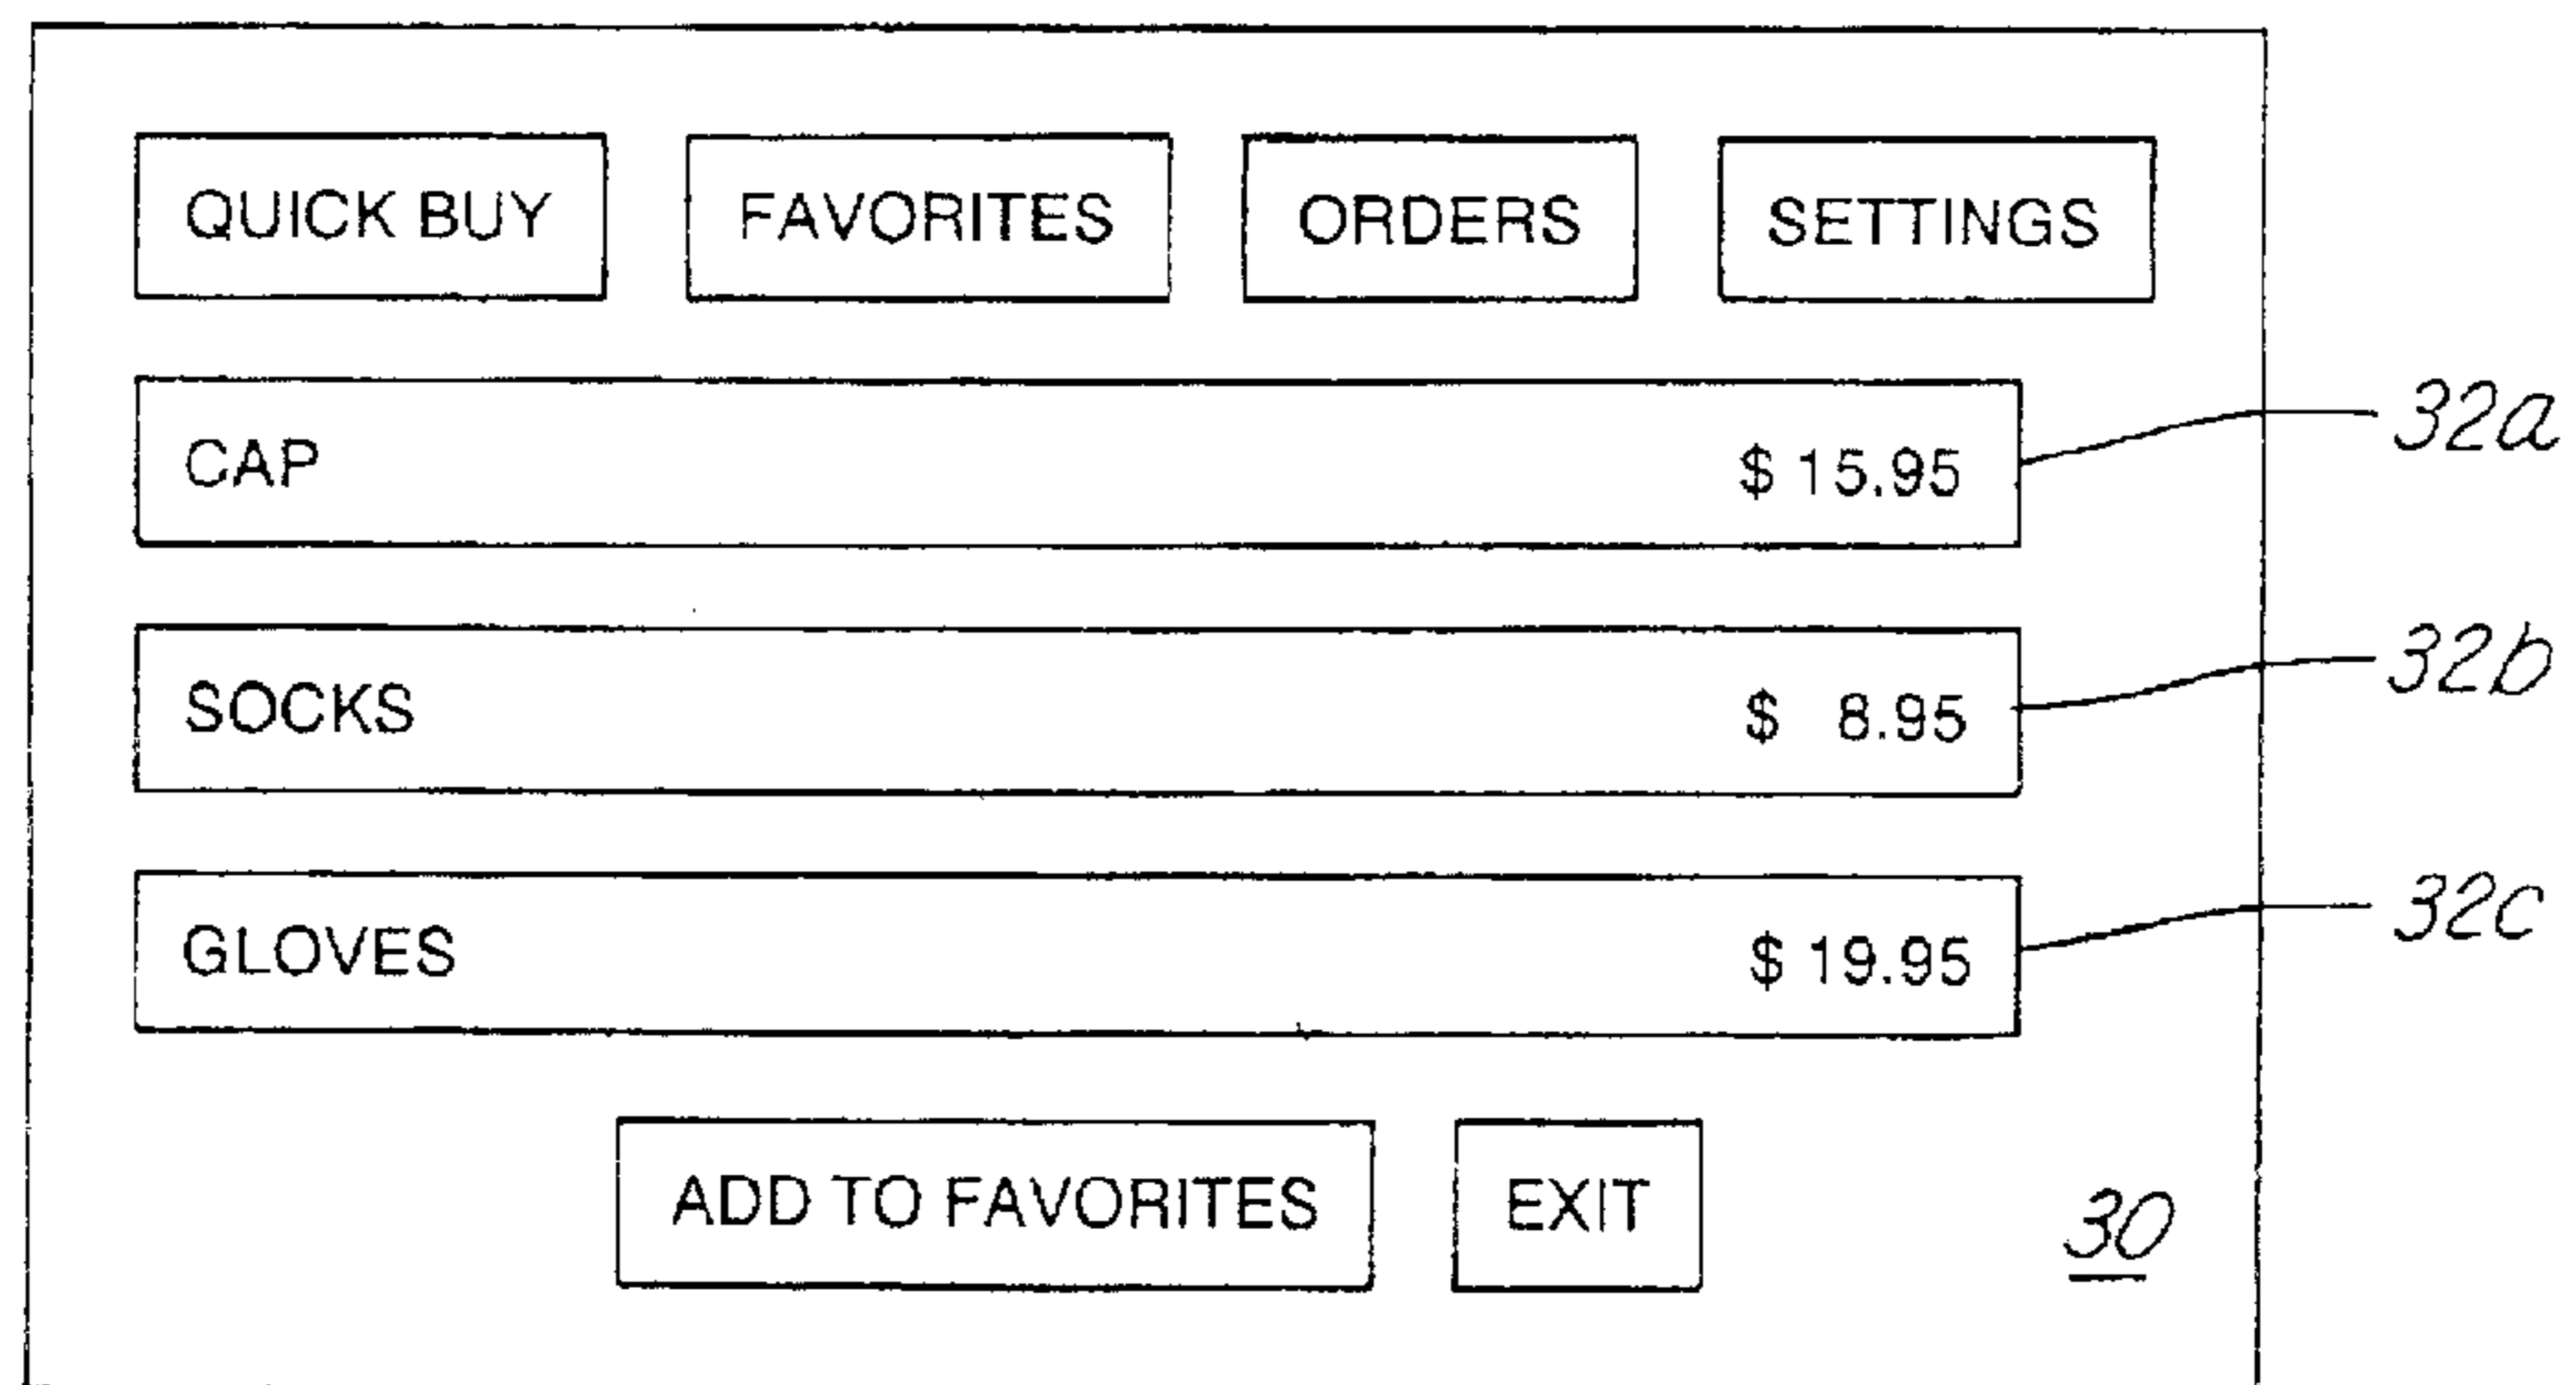 QUICK BUY FAVORITES ORDERS SETTINGS
CAP $ 15.95 32a
SOCKS $ 8.95 32b
GLOVES $ 19.95 32c
ADD TO FAVORITES EXIT 30